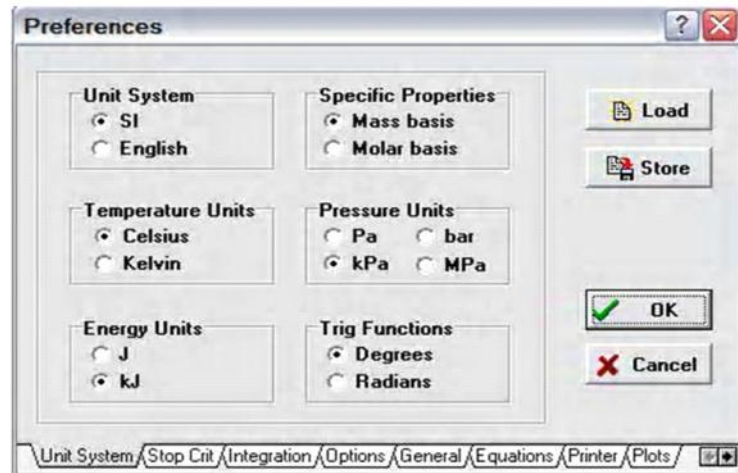 Preferences
Unit System
SI
English
Specific Properties
Mass basis
Molar basis
Load
Store
Temperature Units
Celsius
Kelvin
Pressure Units
Pa
bar
kPa
MPa
Energy Units
J
kJ
Trig Functions
Degrees
Radians
OK
Cancel
Unit System Stop Crit Integration Options General Equations Printer Plots